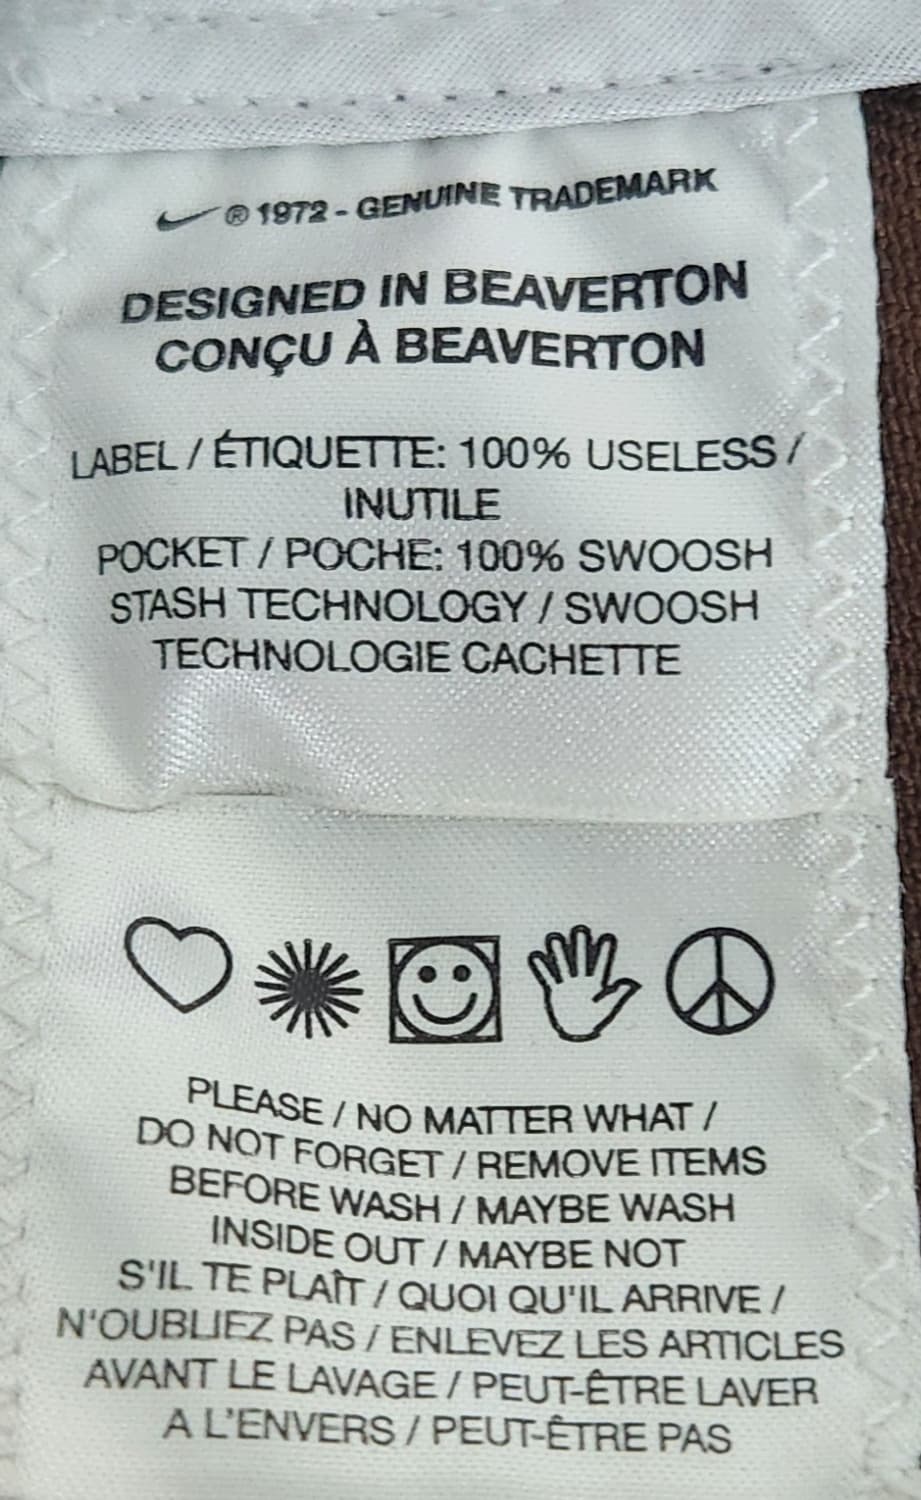 ® 1972 - GENUINE TRADEMARK
DESIGNED IN BEAVERTON
CONÇU À BEAVERTON
LABEL / ÉTIQUETTE: 100% USELESS /
INUTILE
POCKET / POCHE: 100% SWOOSH
STASH TECHNOLOGY / SWOOSH
TECHNOLOGIE CACHETTE
PLEASE / NO MATTER WHAT /
DO NOT FORGET / REMOVE ITEMS
BEFORE WASH / MAYBE WASH
INSIDE OUT / MAYBE NOT
S'IL TE PLAÎT / QUOI QU'IL ARRIVE /
N'OUBLIEZ PAS / ENLEVEZ LES ARTICLES
AVANT LE LAVAGE / PEUT-ÊTRE LAVER
A L'ENVERS / PEUT-ÊTRE PAS